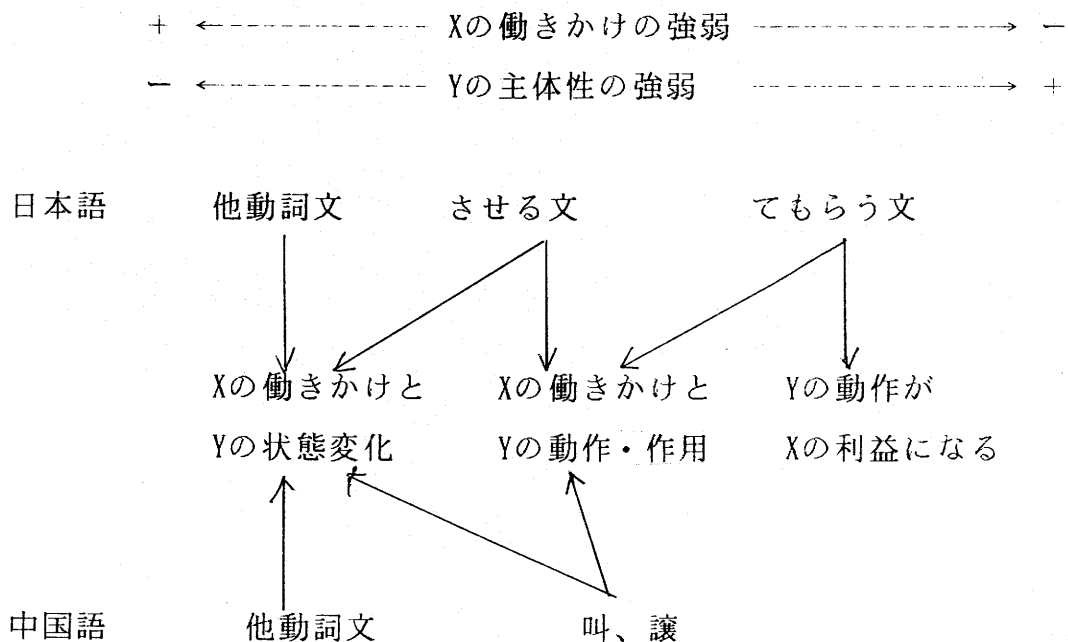 + ←------------ Xの働きかけの強弱 ------------→ −
− ←------------ Yの主体性の強弱 ------------→ +
日本語 他動詞文 させる文 てもらう文
Xの働きかけと Xの働きかけと Yの動作が
Yの状態変化 Yの動作・作用 Xの利益になる
中国語 他動詞文 叫、譲